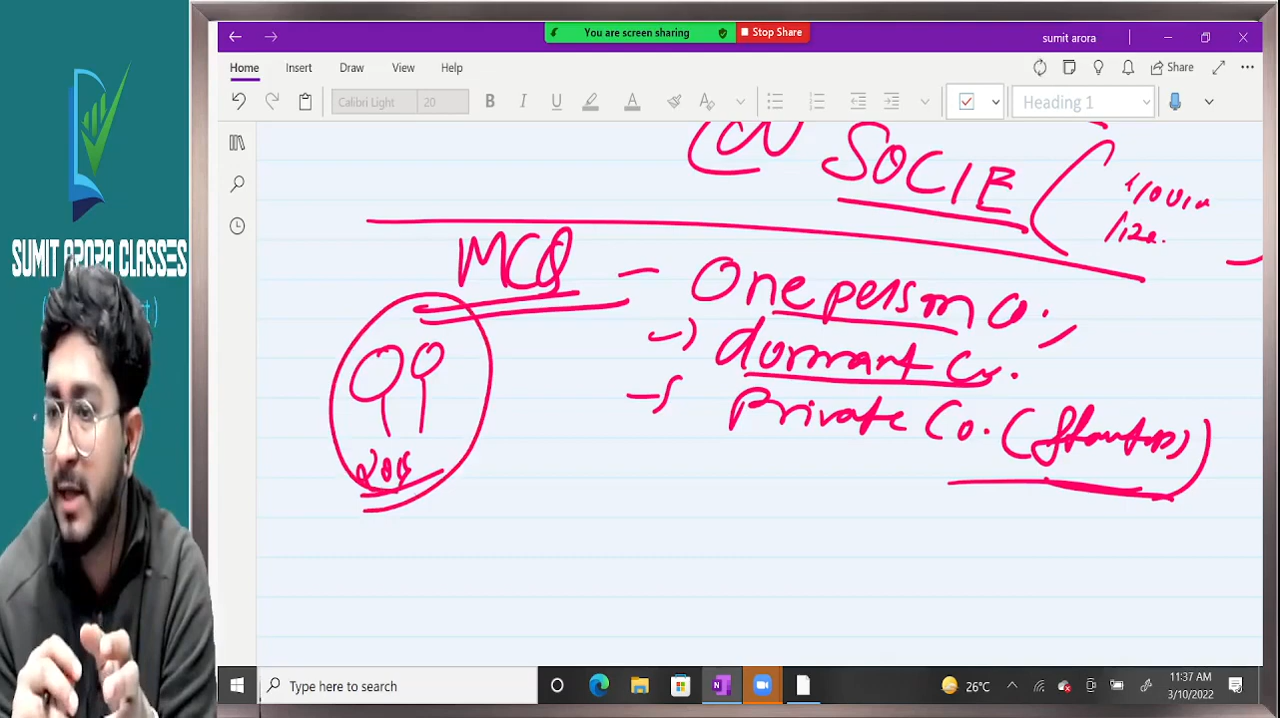 You are screen sharing
Stop Share
sumit arora
Home Insert Draw View Help
Share
Calibri Light 20 B I U A Heading 1
SOCIE
MCQ - One person Co.,
-) dormant Co.
Private Co. (Startups)
SUMIT ARORA CLASSES
Type here to search
26°C
11:37 AM
3/10/2022